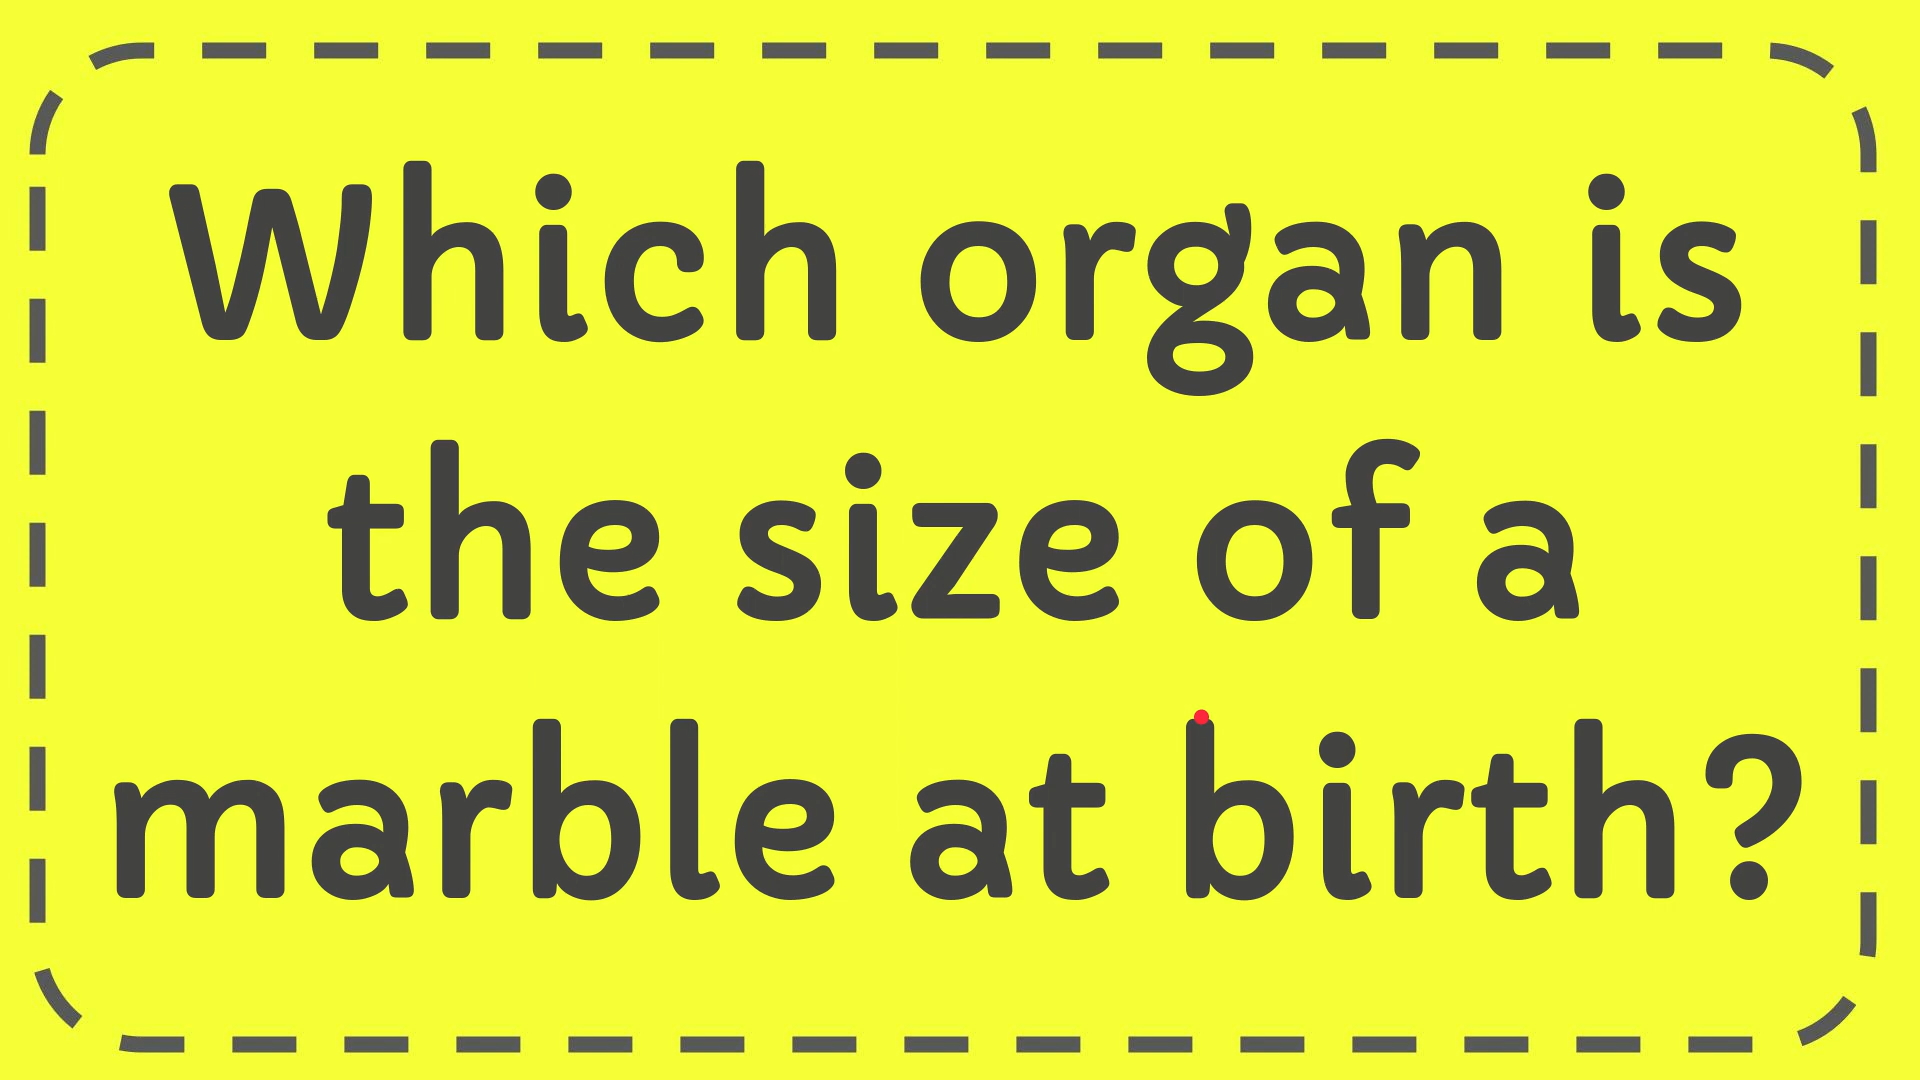 Which organ is
the size of a
marble at birth?